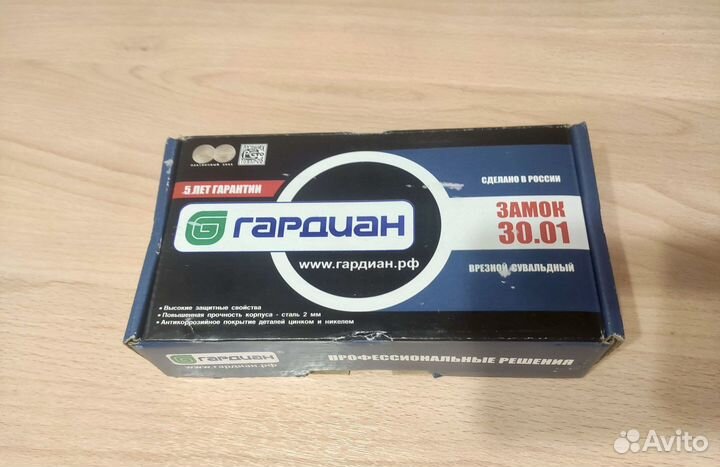 5 ЛЕТ ГАРАНТИИ
ГАРДИАН
www.гардиан.рф
СДЕЛАНО В РОССИИ
ЗАМОК
30.01
ВРЕЗНОЙ СУВАЛЬДНЫЙ
• Высокие защитные свойства
• Повышенная прочность корпуса - сталь 2 мм
• Антикоррозийное покрытие деталей цинком и никелем
ГАРДИАН
www.гардиан.рф
ПРОФЕССИОНАЛЬНЫЕ РЕШЕНИЯ
Avito